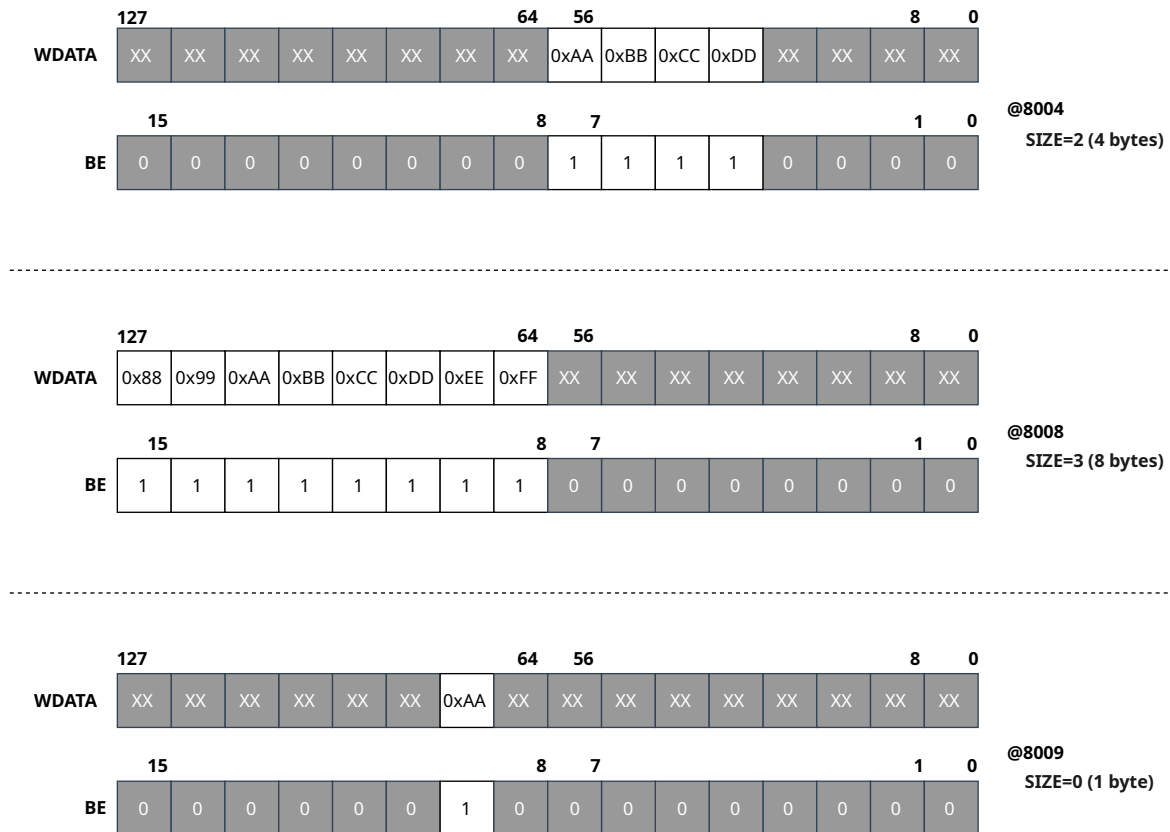 127 64 56 8 0
WDATA XX XX XX XX XX XX XX XX 0xAA 0xBB 0xCC 0xDD XX XX XX XX
@8004
15 8 7 1 0
SIZE=2 (4 bytes)
BE 0 0 0 0 0 0 0 0 1 1 1 1 0 0 0 0
127 64 56 8 0
WDATA 0x88 0x99 0xAA 0xBB 0xCC 0xDD 0xEE 0xFF XX XX XX XX XX XX XX XX
@8008
15 8 7 1 0
SIZE=3 (8 bytes)
BE 1 1 1 1 1 1 1 1 0 0 0 0 0 0 0 0
127 64 56 8 0
WDATA XX XX XX XX XX XX 0xAA XX XX XX XX XX XX XX XX XX
@8009
15 8 7 1 0
SIZE=0 (1 byte)
BE 0 0 0 0 0 0 1 0 0 0 0 0 0 0 0 0